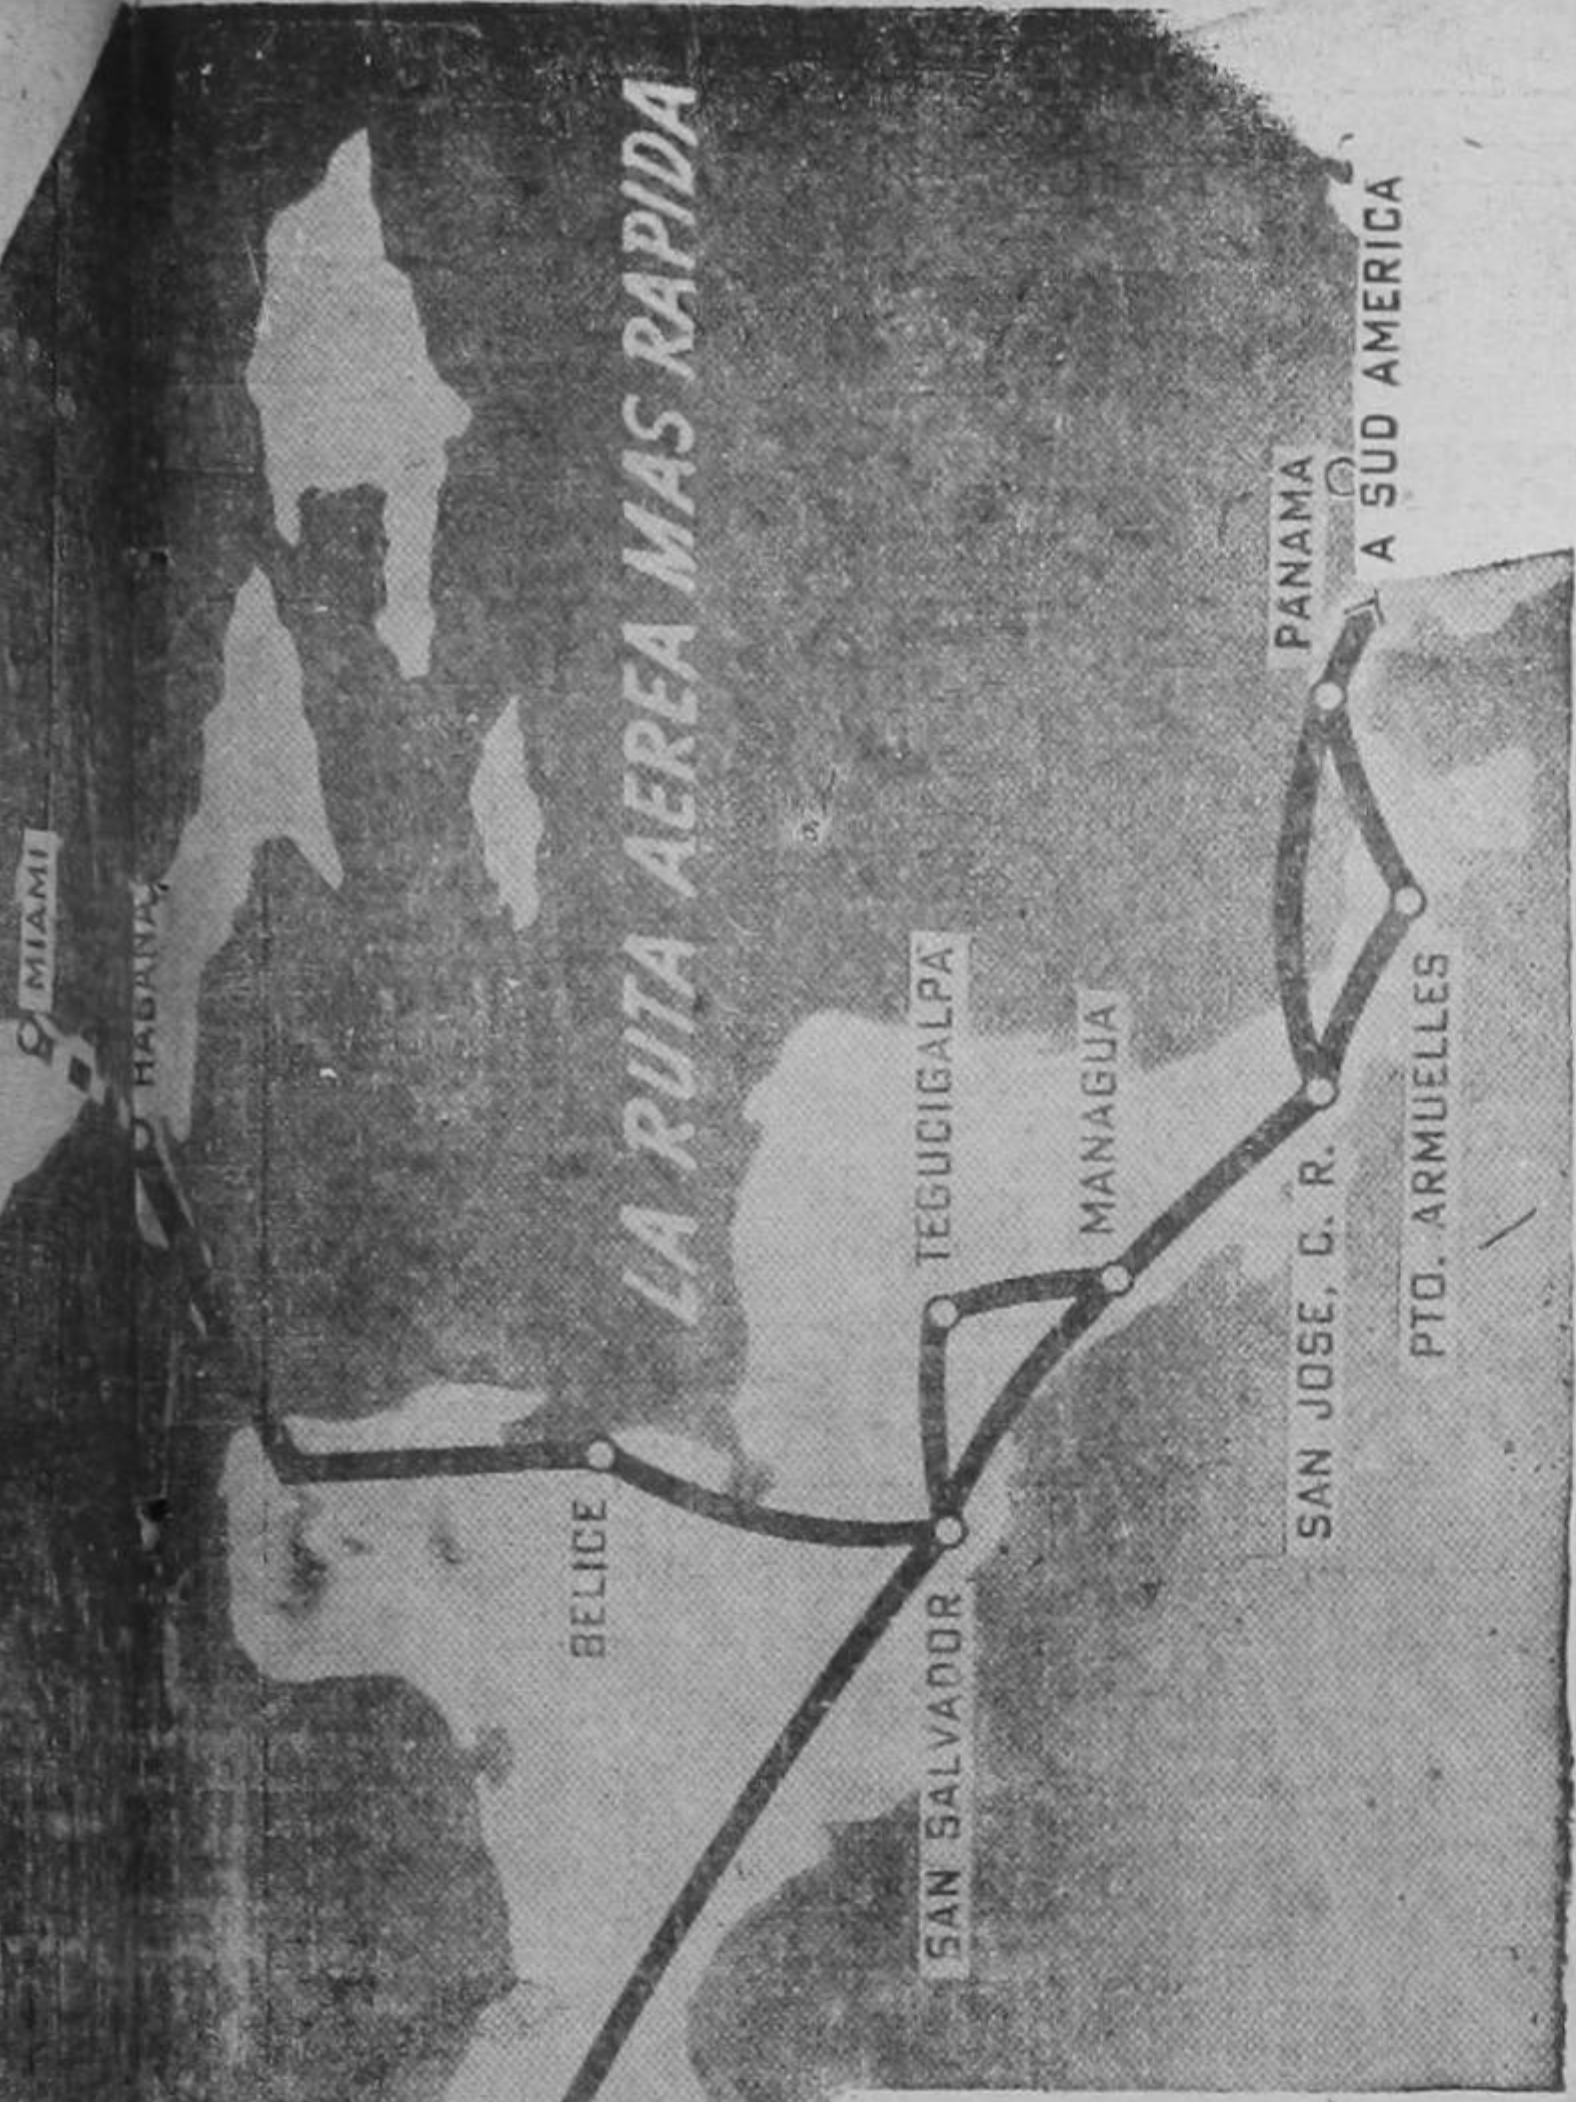 MIAMI
HABANA
LA RUTA AEREA MAS RAPIDA
BELICE
TEGUCIGALPA
SAN SALVADOR
MANAGUA
PANAMA
SAN JOSE, C. R.
A SUD AMERICA
PTO. ARMUELLES